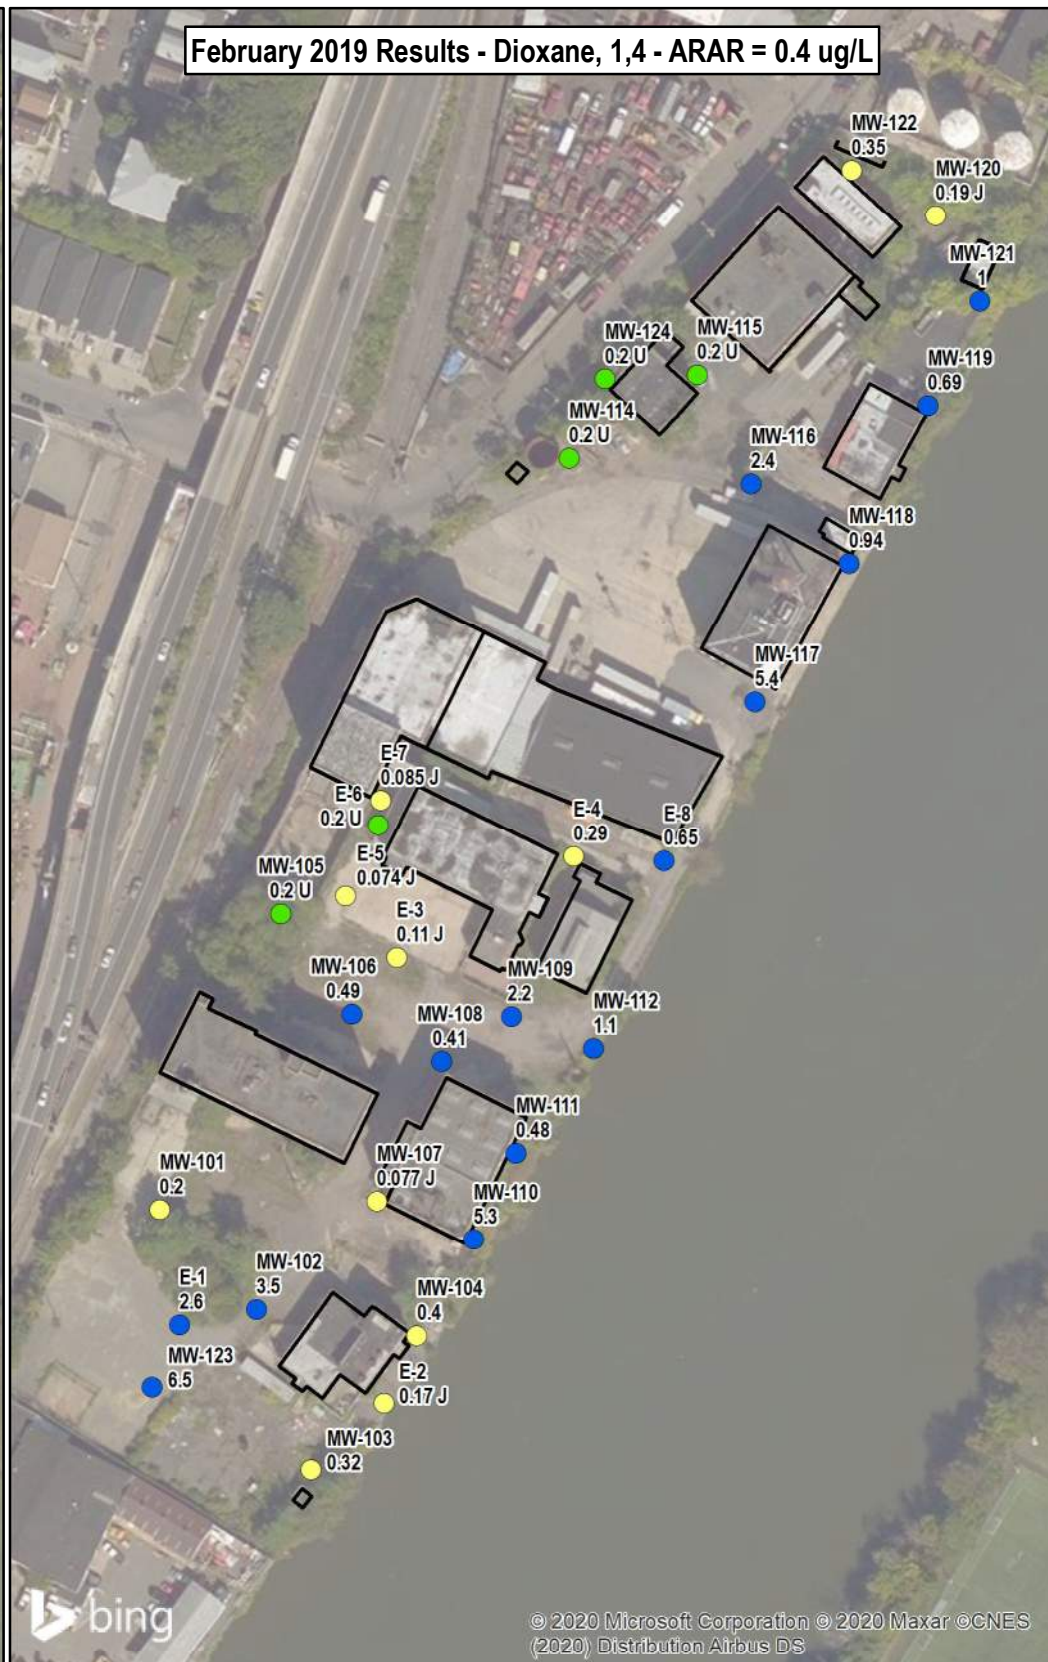 February 2019 Results - Dioxane, 1,4 - ARAR = 0.4 ug/L
MW-122
0.35
MW-120
0.19 J
MW-121
1
MW-124
0.2 U
MW-115
0.2 U
MW-119
0.69
MW-114
0.2 U
MW-116
2.4
MW-118
0.94
MW-117
5.4
E-7
0.085 J
E-6
0.2 U
E-4
0.29
E-8
0.65
E-5
0.074 J
MW-105
0.2 U
E-3
0.11 J
MW-106
0.49
MW-109
2.2
MW-108
0.41
MW-112
1.1
MW-111
0.48
MW-107
0.077 J
MW-101
0.2
MW-110
5.3
MW-102
3.5
E-1
2.6
MW-104
0.4
MW-123
6.5
E-2
0.17 J
MW-103
0.32
bing
© 2020 Microsoft Corporation © 2020 Maxar ©CNES
(2020) Distribution Airbus DS